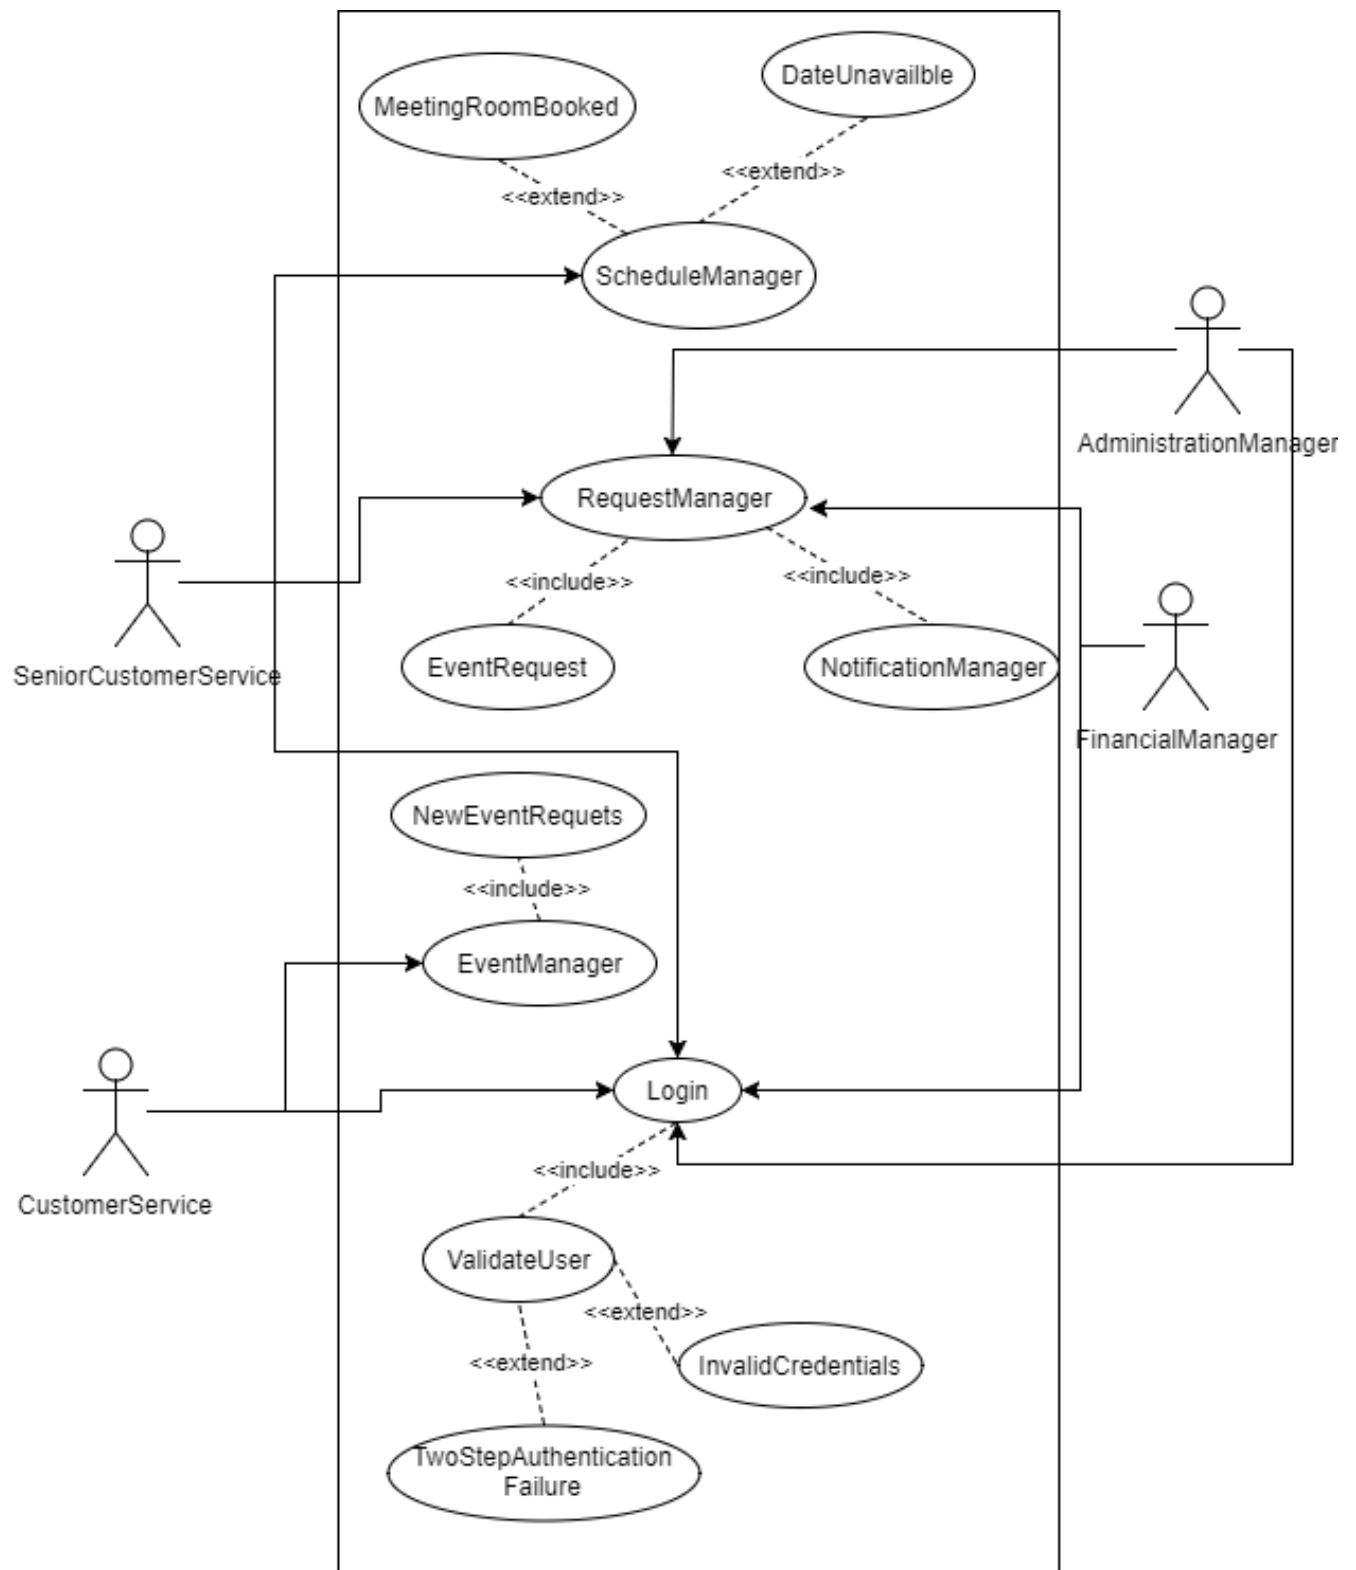 DateUnavailble
MeetingRoomBooked
<<extend>>
<<extend>>
ScheduleManager
AdministrationManager
RequestManager
<<include>>
<<include>>
SeniorCustomerService
EventRequest
NotificationManager
FinancialManager
NewEventRequets
<<include>>
EventManager
Login
<<include>>
CustomerService
ValidateUser
<<extend>>
<<extend>>
InvalidCredentials
TwoStepAuthentication
Failure